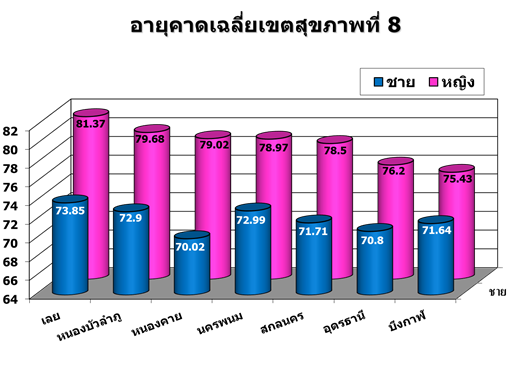 อายุคาดเฉลี่ยเขตสุขภาพที่ 8
ชาย หญิง
82
80
78
76
74
72
70
68
66
64
81.37 79.68 79.02 78.97 78.5 76.2 75.43
73.85 72.9 70.02 72.99 71.71 70.8 71.64
ชาย
เลย หนองบัวลำภู หนองคาย นครพนม สกลนคร อุดรธานี บึงกาฬ